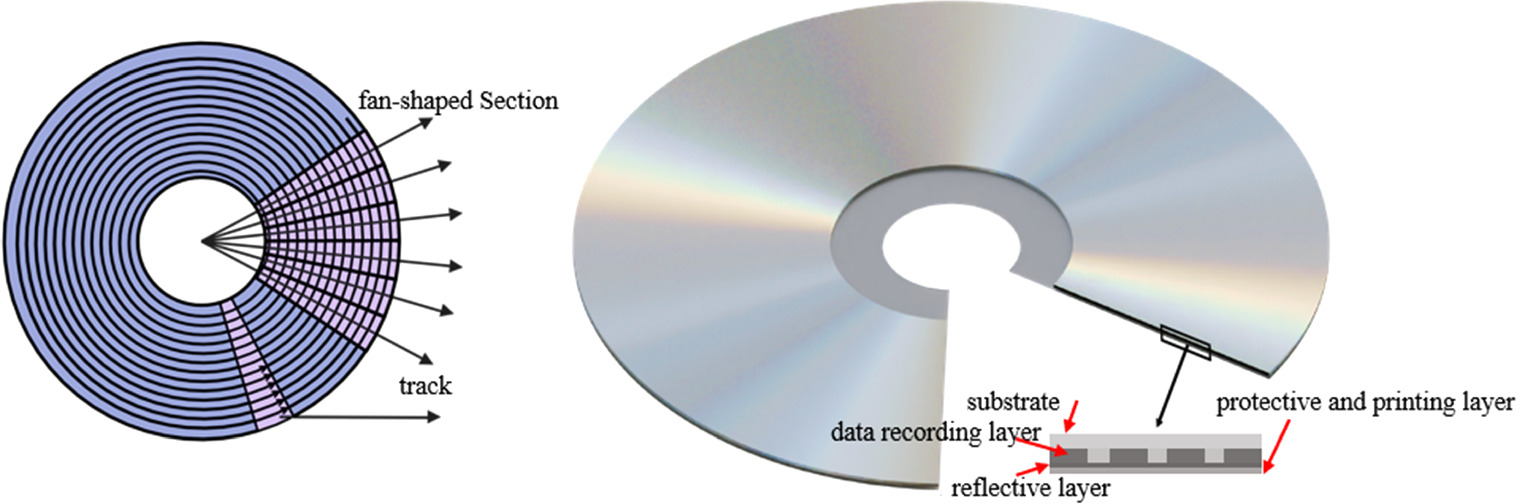 fan-shaped Section
track
substrate
protective and printing layer
data recording layer
reflective layer